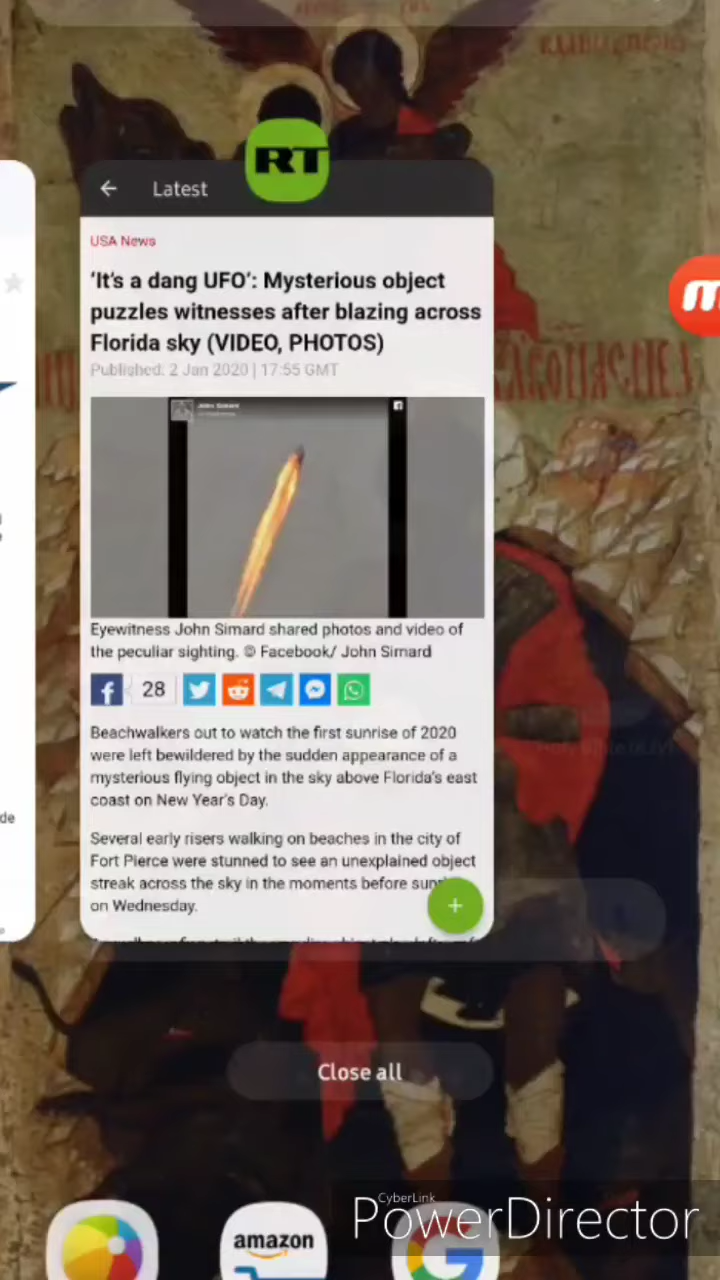 RT
Latest
USA News
‘It’s a dang UFO’: Mysterious object
puzzles witnesses after blazing across
Florida sky (VIDEO, PHOTOS)
Published: 2 Jan 2020 | 17:55 GMT
John Simard
Eyewitness John Simard shared photos and video of
the peculiar sighting. © Facebook/ John Simard
28
Beachwalkers out to watch the first sunrise of 2020
were left bewildered by the sudden appearance of a
mysterious flying object in the sky above Florida’s east
coast on New Year’s Day.
Several early risers walking on beaches in the city of
Fort Pierce were stunned to see an unexplained object
streak across the sky in the moments before
on Wednesday.
de
Close all
amazon
G
CyberLink
PowerDirector